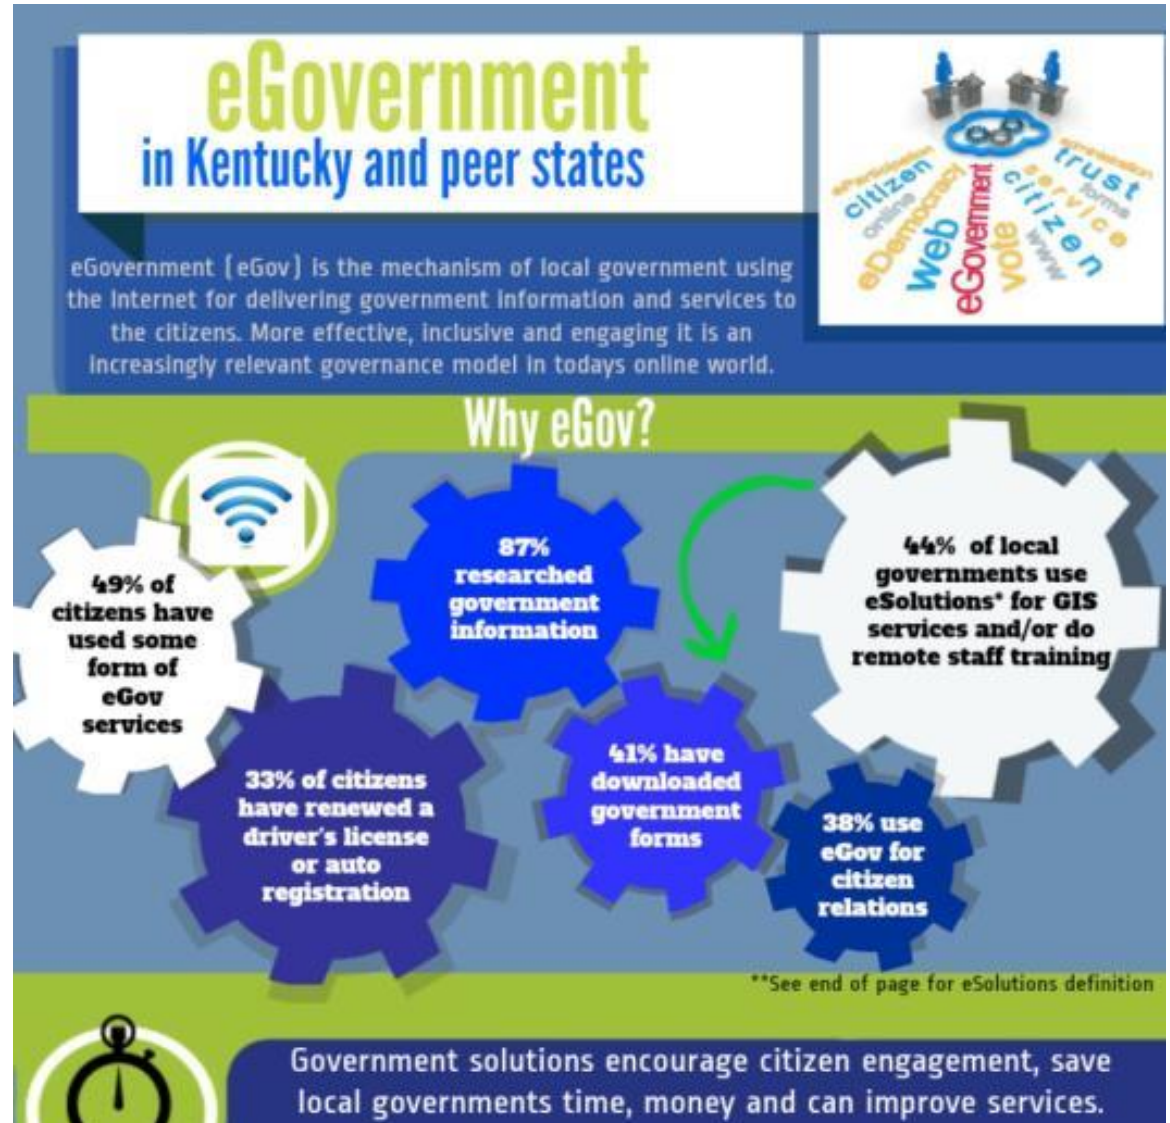 eGovernment
in Kentucky and peer states
ePartisipation
citizen
online
eDemocracy
Web
eGovernment
vote
www
citizen
service
forms
trust
administration
eGovernment (eGov) is the mechanism of local government using
the Internet for delivering government information and services to
the citizens. More effective, inclusive and engaging it is an
increasingly relevant governance model in todays online world.
Why eGov?
49% of
citizens have
used some
form of
eGov
services
87%
researched
government
information
44% of local
governments use
eSolutions* for GIS
services and/or do
remote staff training
33% of citizens
have renewed a
driver's license
or auto
registration
41% have
downloaded
government
forms
38% use
eGov for
citizen
relations
**See end of page for eSolutions definition
Government solutions encourage citizen engagement, save
local governments time, money and can improve services.